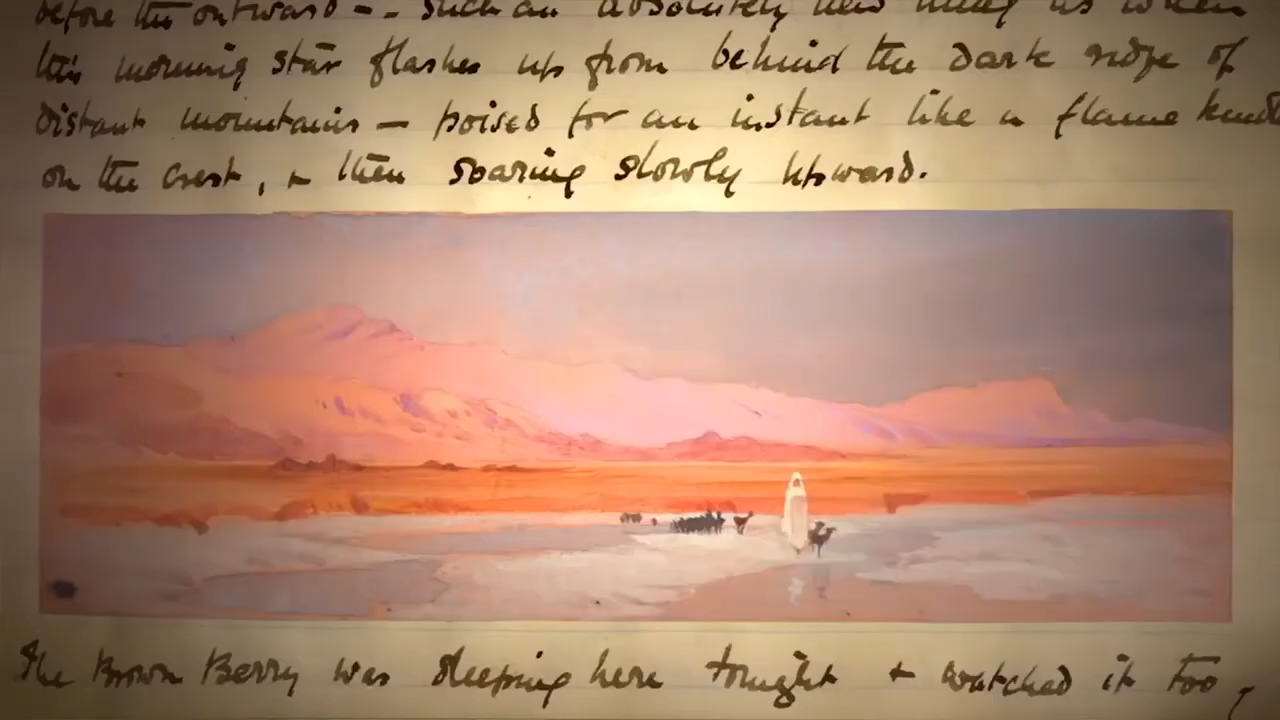 before the outward -- such an absolutely new thing as when
this morning star flashes up from behind the dark ridge of
distant mountains — poised for an instant like a flame
on the crest, + then soaring slowly upward.
The Brown Berry was sleeping here tonight + watched it too,